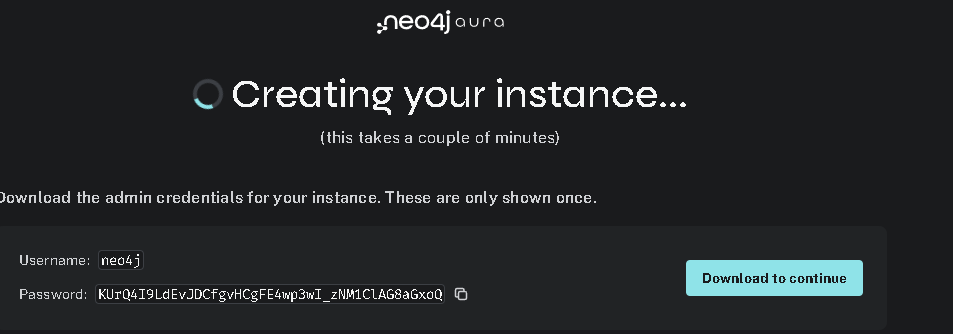 neo4j aura
Creating your instance...
(this takes a couple of minutes)
Download the admin credentials for your instance. These are only shown once.
Username: neo4j
Download to continue
Password: KUrQ4I9LdEvJDCfgvHCgFE4wp3wI_zNM1ClAG8aGxoQ